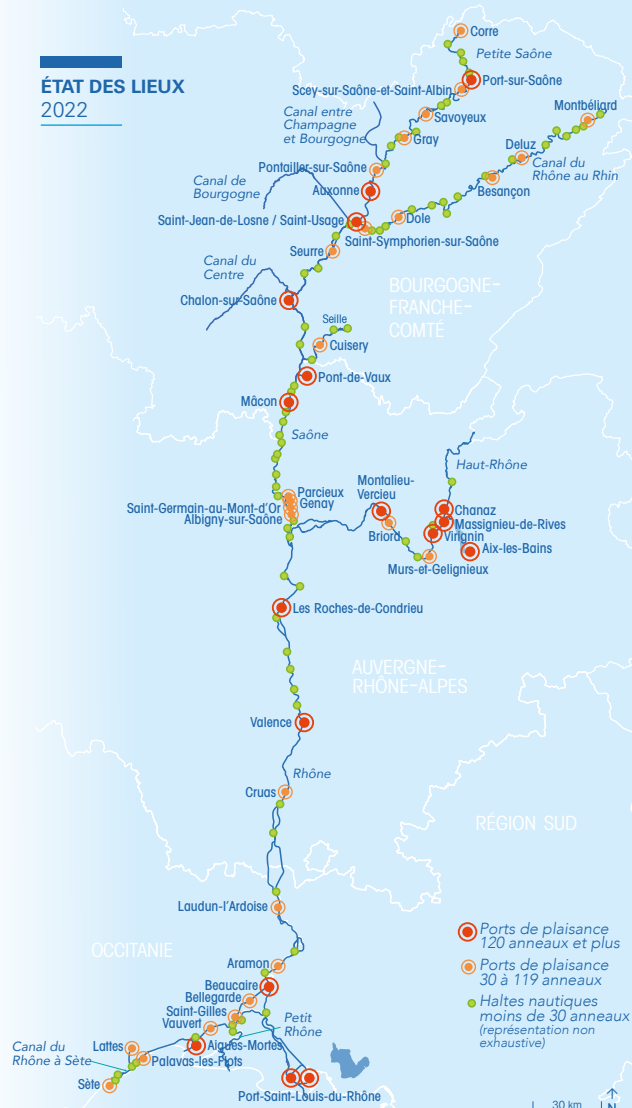 ÉTAT DES LIEUX
2022
Corre
Petite Saône
Port-sur-Saône
Scey-sur-Saône-et-Saint-Albin
Montbéliard
Canal entre
Champagne
et Bourgogne
Savoyeux
Gray
Deluz
Canal du
Rhône au Rhin
Pontailler-sur-Saône
Besançon
Canal de
Bourgogne
Auxonne
Saint-Jean-de-Losne / Saint-Usage
Dole
Saint-Symphorien-sur-Saône
Seurre
Canal du
Centre
BOURGOGNE-
FRANCHE-
COMTÉ
Chalon-sur-Saône
Seille
Cuisery
Pont-de-Vaux
Mâcon
Saône
Haut-Rhône
Montalieu-
Vercieu
Parcieux
Genay
Saint-Germain-au-Mont-d'Or
Albigny-sur-Saône
Chanaz
Massignieu-de-Rives
Briord
Virignin
Aix-les-Bains
Murs-et-Gelignieux
Les Roches-de-Condrieu
AUVERGNE-
RHÔNE-ALPES
Valence
Rhône
Cruas
RÉGION SUD
Laudun-l'Ardoise
OCCITANIE
Aramon
Beaucaire
Bellegarde
Saint-Gilles
Vauvert
Petit
Rhône
Canal du
Rhône à Sète
Lattes
Aigues-Mortes
Palavas-les-Flots
Sète
Port-Saint-Louis-du-Rhône
Ports de plaisance
120 anneaux et plus
Ports de plaisance
30 à 119 anneaux
Haltes nautiques
moins de 30 anneaux
(représentation non
exhaustive)
30 km
N